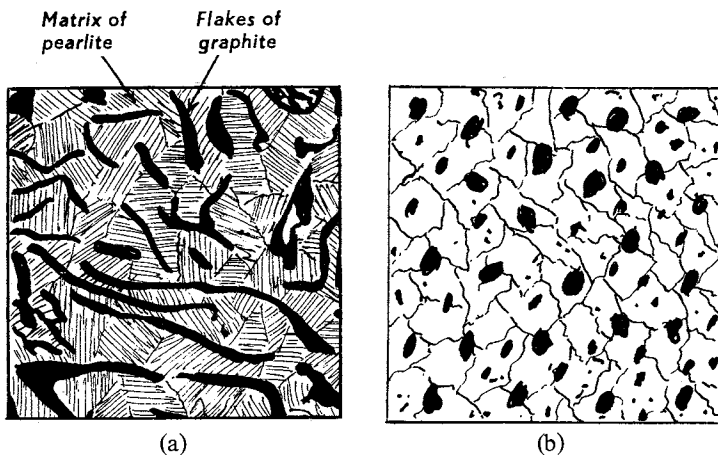 Matrix of
pearlite
Flakes of
graphite
(a)
(b)